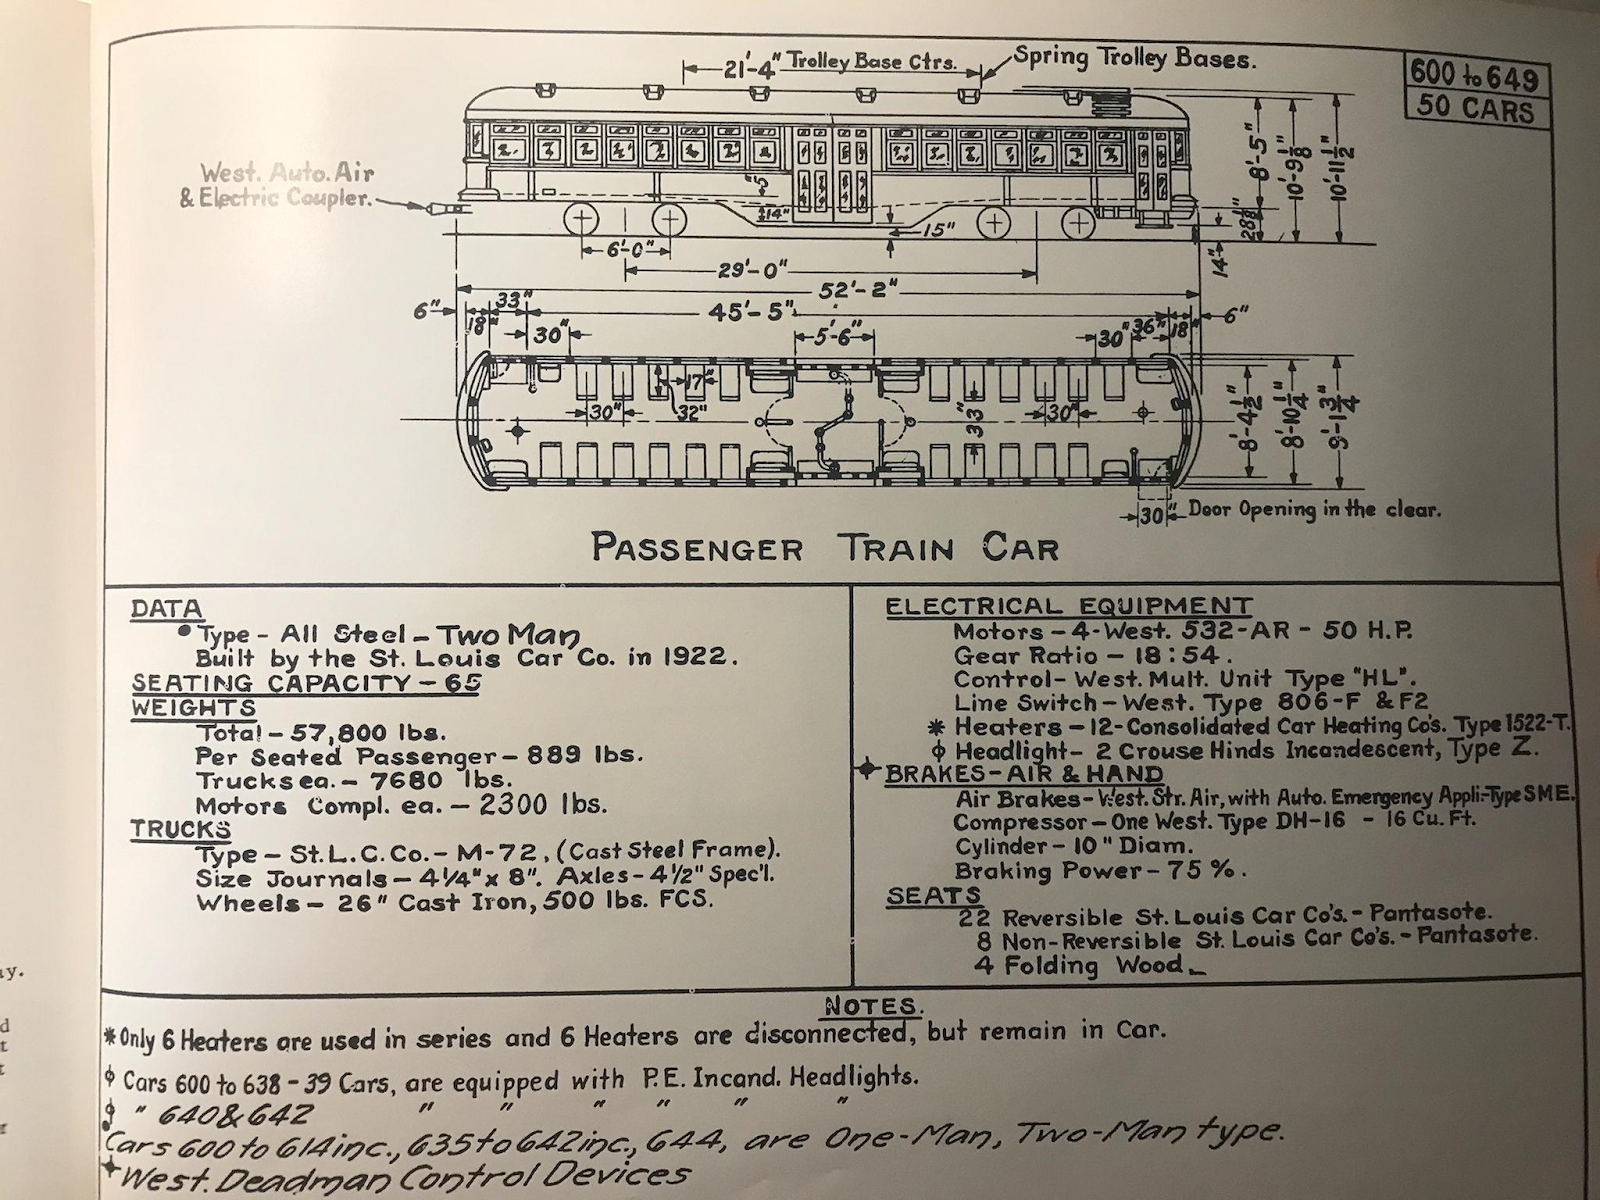 21'-4" Trolley Base Ctrs.
Spring Trolley Bases.
600 to 649
50 CARS
West. Auto. Air
& Electric Coupler.
8'-5"
10'-9 1/8"
10'-11 1/2"
5"
14"
15"
28 1/8"
14"
6'-0"
29'-0"
52'-2"
6" 33" 45'-5" 6"
18" 30" 5'-6" 30" 36" 18"
17"
30" 32" 33" 30"
8'-4 1/2"
8'-10 1/4"
9'-1 3/4"
30" Door Opening in the clear.
PASSENGER TRAIN CAR
DATA
• Type - All Steel - Two Man
Built by the St. Louis Car Co. in 1922.
SEATING CAPACITY - 65
WEIGHTS
Total - 57,800 lbs.
Per Seated Passenger - 889 lbs.
Trucks ea. - 7680 lbs.
Motors Compl. ea. - 2300 lbs.
TRUCKS
Type - St. L. C. Co. - M-72, (Cast Steel Frame).
Size Journals - 4 1/4" x 8". Axles - 4 1/2" Spec'l.
Wheels - 26" Cast Iron, 500 lbs. FCS.
ELECTRICAL EQUIPMENT
Motors - 4-West. 532-AR - 50 H.P.
Gear Ratio - 18:54.
Control - West. Mult. Unit Type "HL".
Line Switch - West. Type 806-F & F2
* Heaters - 12-Consolidated Car Heating Co's. Type 1522-T.
ϕ Headlight - 2 Crouse Hinds Incandescent, Type Z.
BRAKES - AIR & HAND
Air Brakes - West. Str. Air, with Auto. Emergency Appli.-Type SME.
Compressor - One West. Type DH-16 - 16 Cu. Ft.
Cylinder - 10" Diam.
Braking Power - 75 %.
SEATS
22 Reversible St. Louis Car Co's. - Pantasote.
8 Non-Reversible St. Louis Car Co's. - Pantasote.
4 Folding Wood
NOTES.
* Only 6 Heaters are used in series and 6 Heaters are disconnected, but remain in Car.
ϕ Cars 600 to 638 - 39 Cars, are equipped with P.E. Incand. Headlights.
ϕ " 640 & 642 " " " " " "
Cars 600 to 614 inc., 635 to 642 inc., 644, are One-Man, Two-Man type.
West. Deadman Control Devices